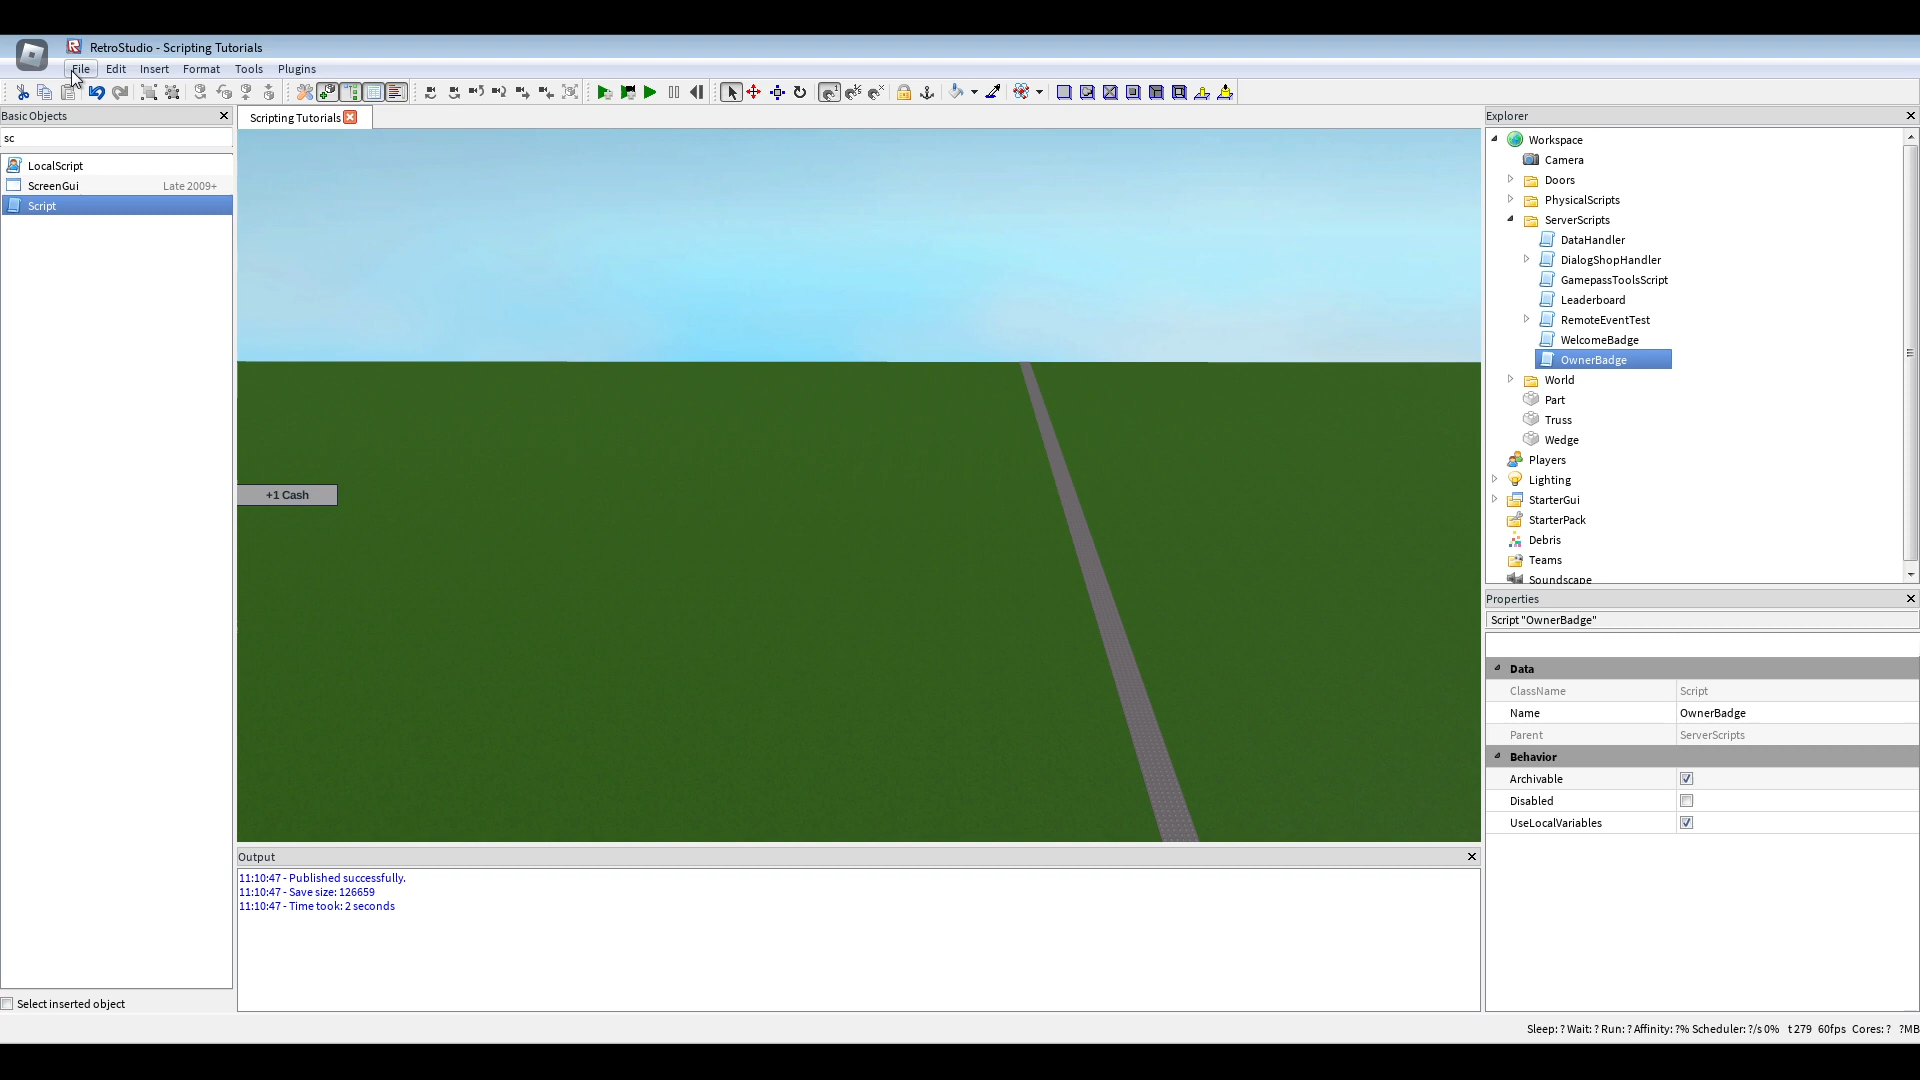 RetroStudio - Scripting Tutorials
File Edit Insert Format Tools Plugins
Basic Objects
sc
LocalScript
ScreenGui Late 2009+
Script
Select inserted object
Scripting Tutorials
+1 Cash
Output
11:10:47 - Published successfully.
11:10:47 - Save size: 126659
11:10:47 - Time took: 2 seconds
Explorer
Workspace
Camera
Doors
PhysicalScripts
ServerScripts
DataHandler
DialogShopHandler
GamepassToolsScript
Leaderboard
RemoteEventTest
WelcomeBadge
OwnerBadge
World
Part
Truss
Wedge
Players
Lighting
StarterGui
StarterPack
Debris
Teams
Soundscape
Properties
Script "OwnerBadge"
Data
ClassName Script
Name OwnerBadge
Parent ServerScripts
Behavior
Archivable
Disabled
UseLocalVariables
Sleep: ? Wait: ? Run: ? Affinity: ?% Scheduler: ?/s 0% t 279 60fps Cores: ? ?MB